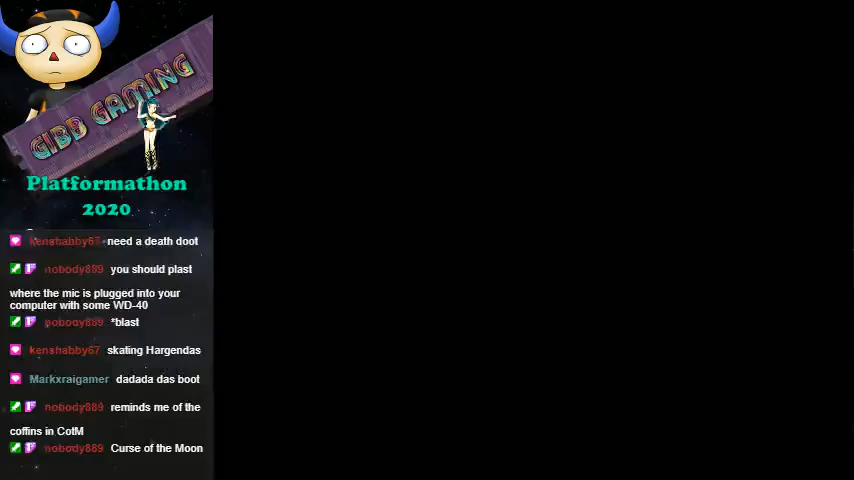 GIBB GAMING
Platformathon
2020
kenshabby67 need a death doot
nobody889 you should plast
where the mic is plugged into your
computer with some WD-40
nobody889 *blast
kenshabby67 skating Hargendas
Markxraigamer dadada das boot
nobody889 reminds me of the
coffins in CotM
nobody889 Curse of the Moon